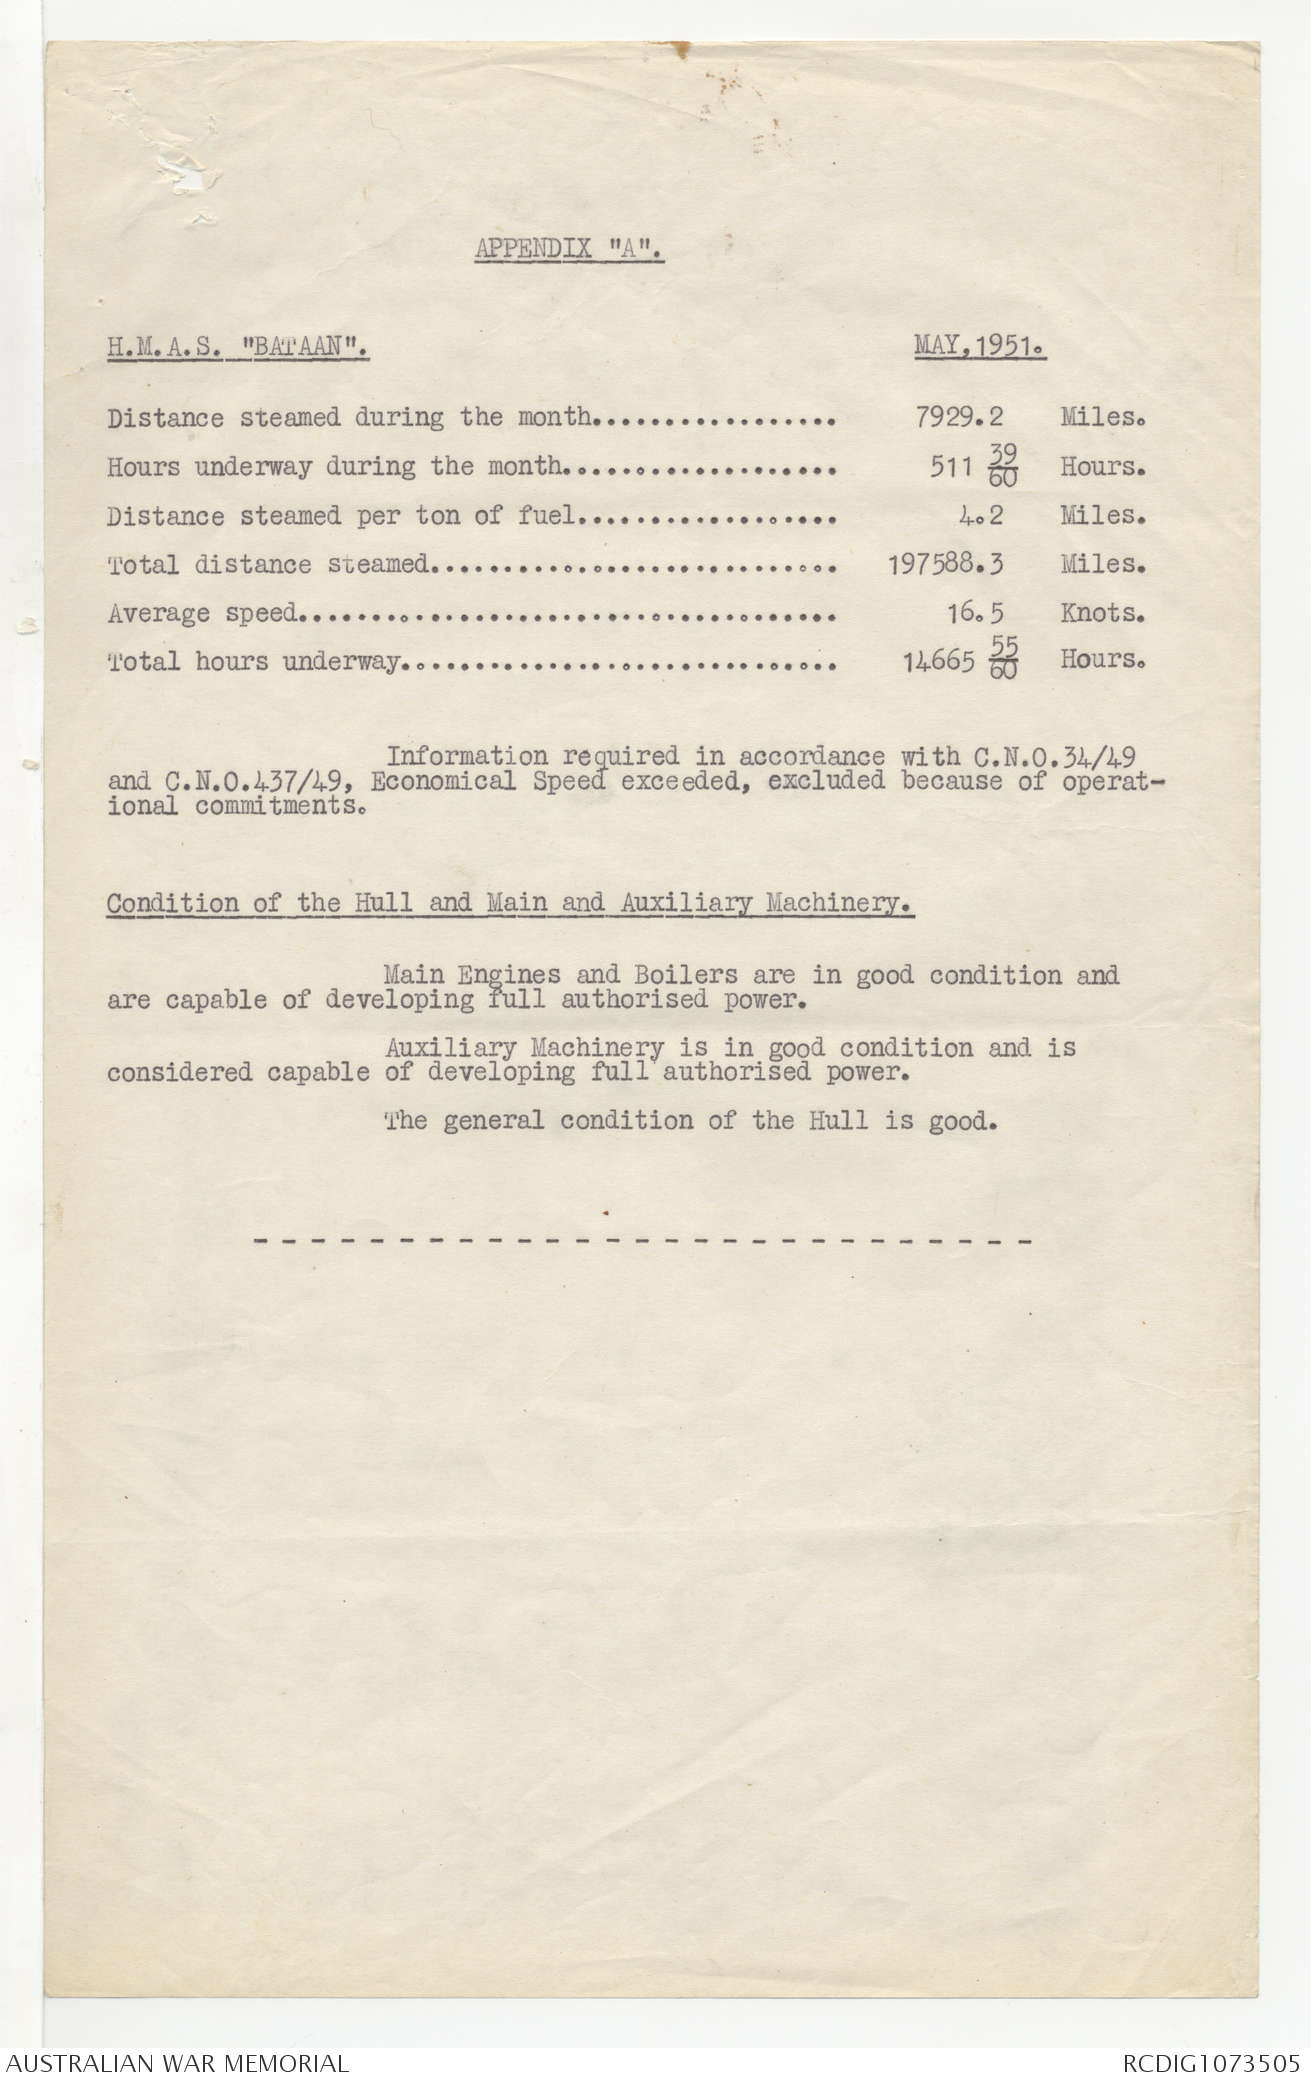 APPENDIX "A".
H.M.A.S. "BATAAN". MAY,1951.
Distance steamed during the month................. 7929.2 Miles.
Hours underway during the month................... 511 39/60 Hours.
Distance steamed per ton of fuel.................. 4.2 Miles.
Total distance steamed............................ 197588.3 Miles.
Average speed..................................... 16.5 Knots.
Total hours underway.............................. 14665 55/60 Hours.
Information required in accordance with C.N.O.34/49
and C.N.O.437/49, Economical Speed exceeded, excluded because of operat-
ional commitments.
Condition of the Hull and Main and Auxiliary Machinery.
Main Engines and Boilers are in good condition and
are capable of developing full authorised power.
Auxiliary Machinery is in good condition and is
considered capable of developing full authorised power.
The general condition of the Hull is good.
- - - - - - - - - - - - - - - - - - - - - - - - - - -
AUSTRALIAN WAR MEMORIAL RCDIG1073505